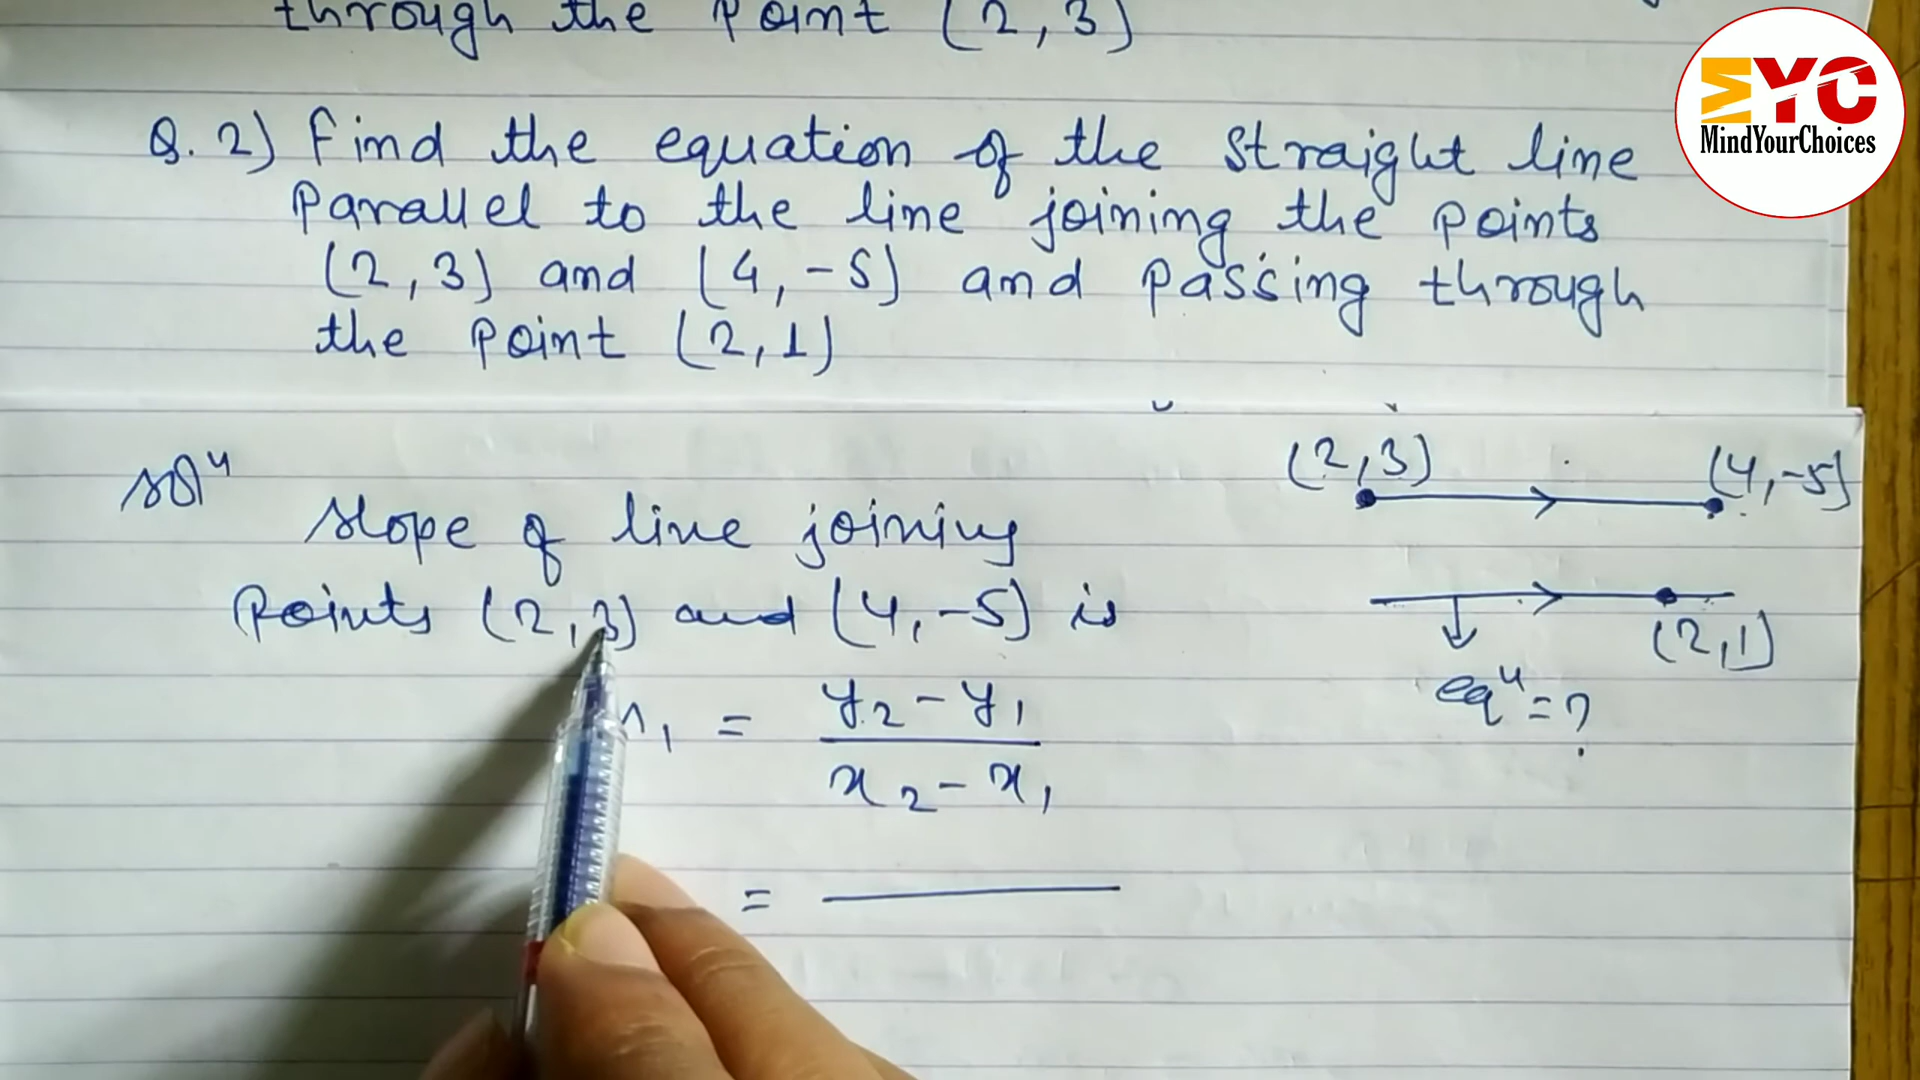 through the point (2,3)
Q. 2) Find the equation of the straight line
parallel to the line joining the points
(2,3) and (4,-5) and passing through
the point (2,1)
MYC
MindYourChoices
solⁿ
slope of line joining
points (2,3) and (4,-5) is
m₁ = y₂ - y₁
x₂ - x₁
=
(2,3) (4,-5)
(2,1)
eqⁿ = ?